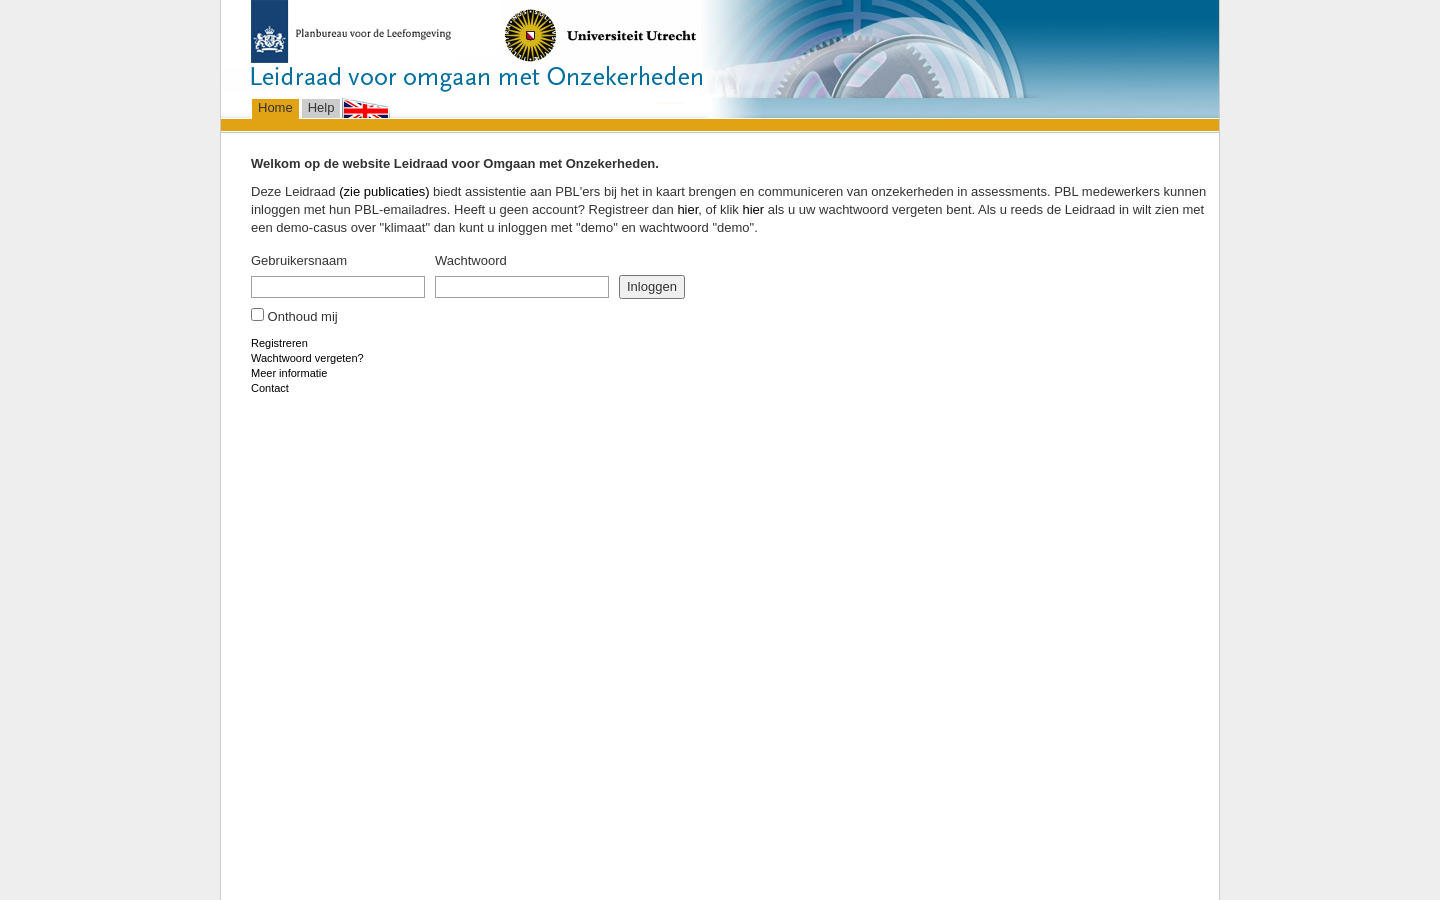 Planbureau voor de Leefomgeving
Universiteit Utrecht
Leidraad voor omgaan met Onzekerheden
Home
Help
Welkom op de website Leidraad voor Omgaan met Onzekerheden.
Deze Leidraad (zie publicaties) biedt assistentie aan PBL'ers bij het in kaart brengen en communiceren van onzekerheden in assessments. PBL medewerkers kunnen
inloggen met hun PBL-emailadres. Heeft u geen account? Registreer dan hier, of klik hier als u uw wachtwoord vergeten bent. Als u reeds de Leidraad in wilt zien met
een demo-casus over "klimaat" dan kunt u inloggen met "demo" en wachtwoord "demo".
Gebruikersnaam
Wachtwoord
Inloggen
Onthoud mij
Registreren
Wachtwoord vergeten?
Meer informatie
Contact